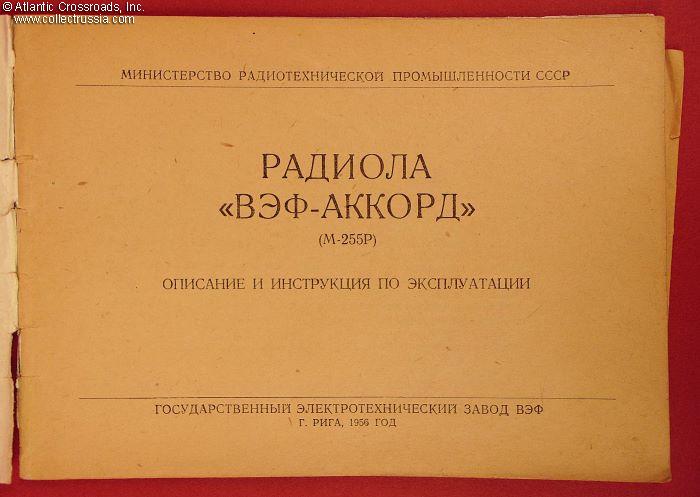 © Atlantic Crossroads, Inc.
www.collectrussia.com
МИНИСТЕРСТВО РАДИОТЕХНИЧЕСКОЙ ПРОМЫШЛЕННОСТИ СССР
РАДИОЛА
«ВЭФ-АККОРД»
(М-255Р)
ОПИСАНИЕ И ИНСТРУКЦИЯ ПО ЭКСПЛУАТАЦИИ
ГОСУДАРСТВЕННЫЙ ЭЛЕКТРОТЕХНИЧЕСКИЙ ЗАВОД ВЭФ
Г. РИГА, 1956 ГОД